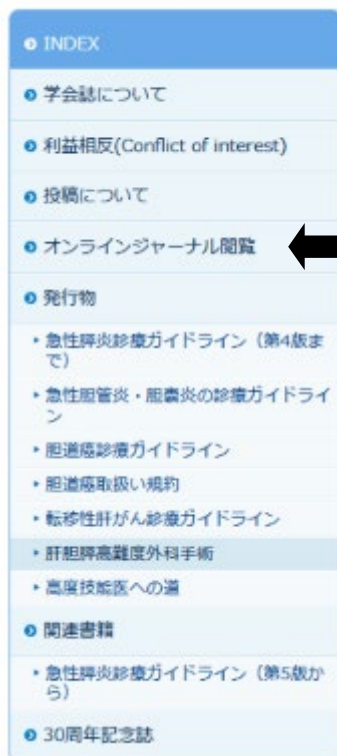 INDEX
学会誌について
利益相反(Conflict of interest)
投稿について
オンラインジャーナル閲覧
発行物
急性膵炎診療ガイドライン（第4版ま
で）
急性胆管炎・胆嚢炎の診療ガイドライ
ン
胆道癌診療ガイドライン
胆道癌取扱い規約
転移性肝がん診療ガイドライン
肝胆膵高難度外科手術
高度技能医への道
関連書籍
急性膵炎診療ガイドライン（第5版か
ら）
30周年記念誌